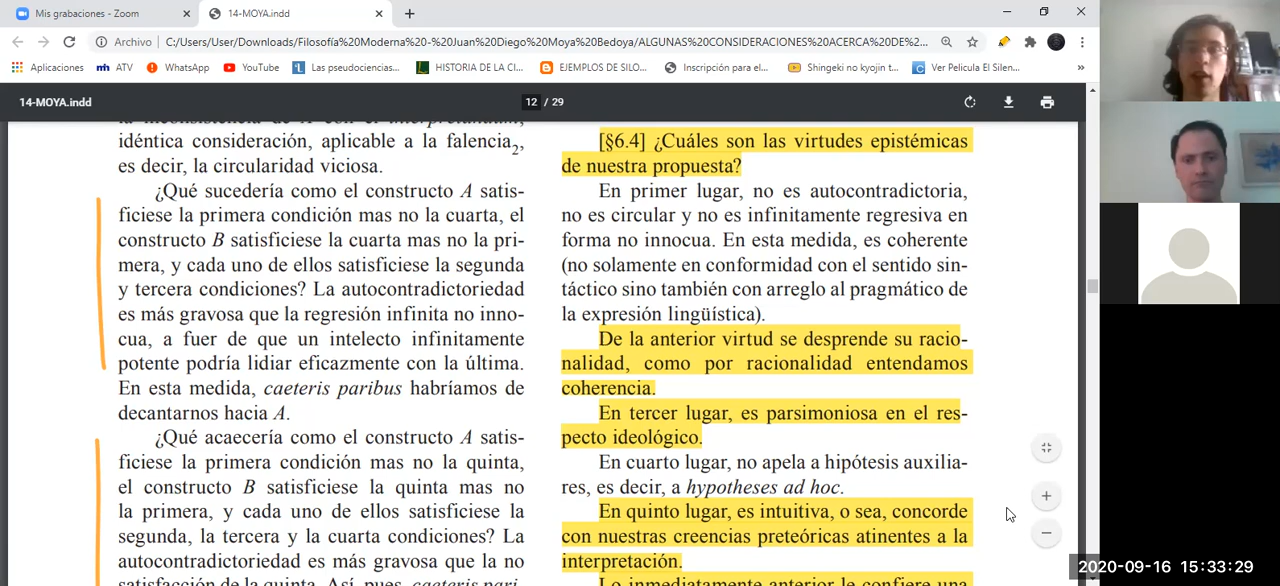 Mis grabaciones - Zoom
14-MOYA.indd
Archivo
C:/Users/User/Downloads/Filosofía%20Moderna%20-%20Juan%20Diego%20Moya%20Bedoya/ALGUNAS%20CONSIDERACIONES%20ACERCA%20DE%...
Aplicaciones
ATV
WhatsApp
YouTube
Las pseudociencias...
HISTORIA DE LA CI...
EJEMPLOS DE SILO...
Inscripción para el...
Shingeki no kyojin t...
Ver Pelicula El Silen...
»
14-MOYA.indd
12 / 29
idéntica consideración, aplicable a la falencia2,
es decir, la circularidad viciosa.
¿Qué sucedería como el constructo A satis-
ficiese la primera condición mas no la cuarta, el
constructo B satisficiese la cuarta mas no la pri-
mera, y cada uno de ellos satisficiese la segunda
y tercera condiciones? La autocontradictoriedad
es más gravosa que la regresión infinita no inno-
cua, a fuer de que un intelecto infinitamente
potente podría lidiar eficazmente con la última.
En esta medida, caeteris paribus habríamos de
decantarnos hacia A.
¿Qué acaecería como el constructo A satis-
ficiese la primera condición mas no la quinta,
el constructo B satisficiese la quinta mas no
la primera, y cada uno de ellos satisficiese la
segunda, la tercera y la cuarta condiciones? La
autocontradictoriedad es más gravosa que la no
satisfacción de la quinta. Así, pues, caeteris pari-
[§6.4] ¿Cuáles son las virtudes epistémicas
de nuestra propuesta?
En primer lugar, no es autocontradictoria,
no es circular y no es infinitamente regresiva en
forma no innocua. En esta medida, es coherente
(no solamente en conformidad con el sentido sin-
táctico sino también con arreglo al pragmático de
la expresión lingüística).
De la anterior virtud se desprende su racio-
nalidad, como por racionalidad entendamos
coherencia.
En tercer lugar, es parsimoniosa en el res-
pecto ideológico.
En cuarto lugar, no apela a hipótesis auxilia-
res, es decir, a hypotheses ad hoc.
En quinto lugar, es intuitiva, o sea, concorde
con nuestras creencias preteóricas atinentes a la
interpretación.
Lo inmediatamente anterior le confiere una
2020-09-16 15:33:29